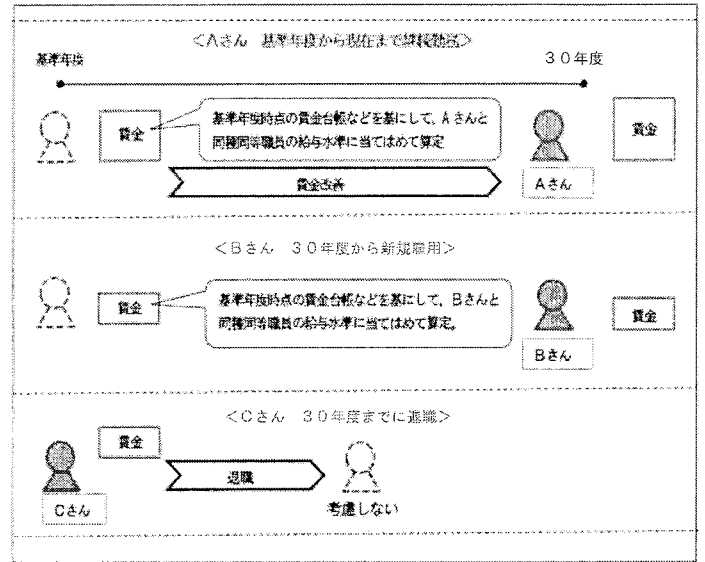 ＜Aさん　基準年度から現在まで継続勤務＞
基準年度
３０年度
賃金
基準年度時点の賃金台帳などを基にして、Aさんと
同種同等職員の給与水準に当てはめて算定
賃金
賃金改善
Aさん
＜Bさん　３０年度から新規雇用＞
賃金
基準年度時点の賃金台帳などを基にして、Bさんと
同種同等職員の給与水準に当てはめて算定。
賃金
Bさん
＜Cさん　３０年度までに退職＞
賃金
退職
Cさん
考慮しない